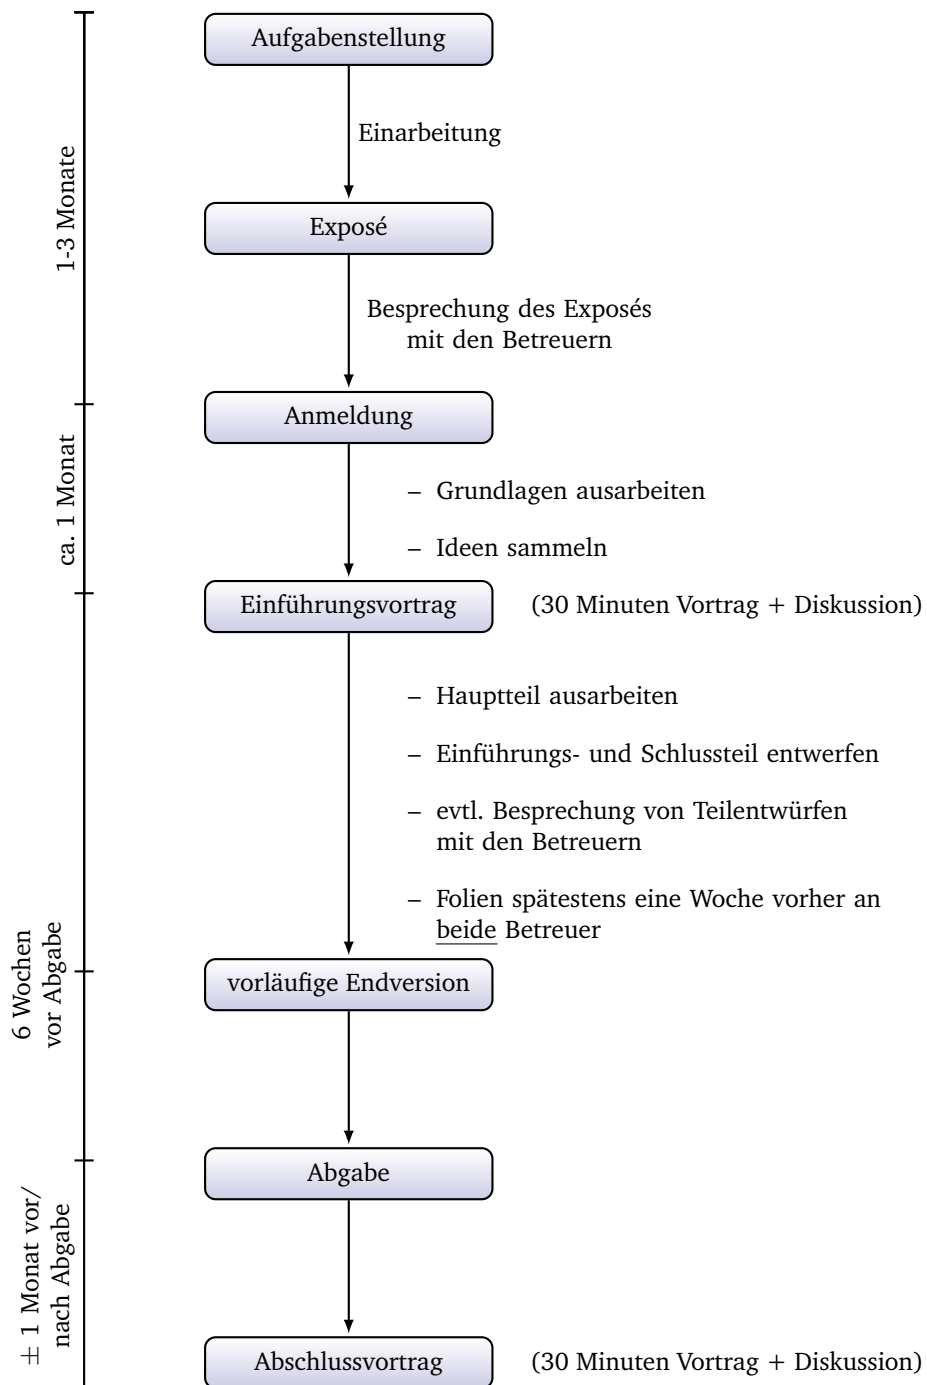 Aufgabenstellung
Einarbeitung
1-3 Monate
Exposé
Besprechung des Exposés
mit den Betreuern
Anmeldung
ca. 1 Monat
– Grundlagen ausarbeiten
– Ideen sammeln
Einführungsvortrag
(30 Minuten Vortrag + Diskussion)
– Hauptteil ausarbeiten
– Einführungs- und Schlussteil entwerfen
– evtl. Besprechung von Teilentwürfen
mit den Betreuern
– Folien spätestens eine Woche vorher an
beide Betreuer
6 Wochen
vor Abgabe
vorläufige Endversion
Abgabe
± 1 Monat vor/
nach Abgabe
Abschlussvortrag
(30 Minuten Vortrag + Diskussion)